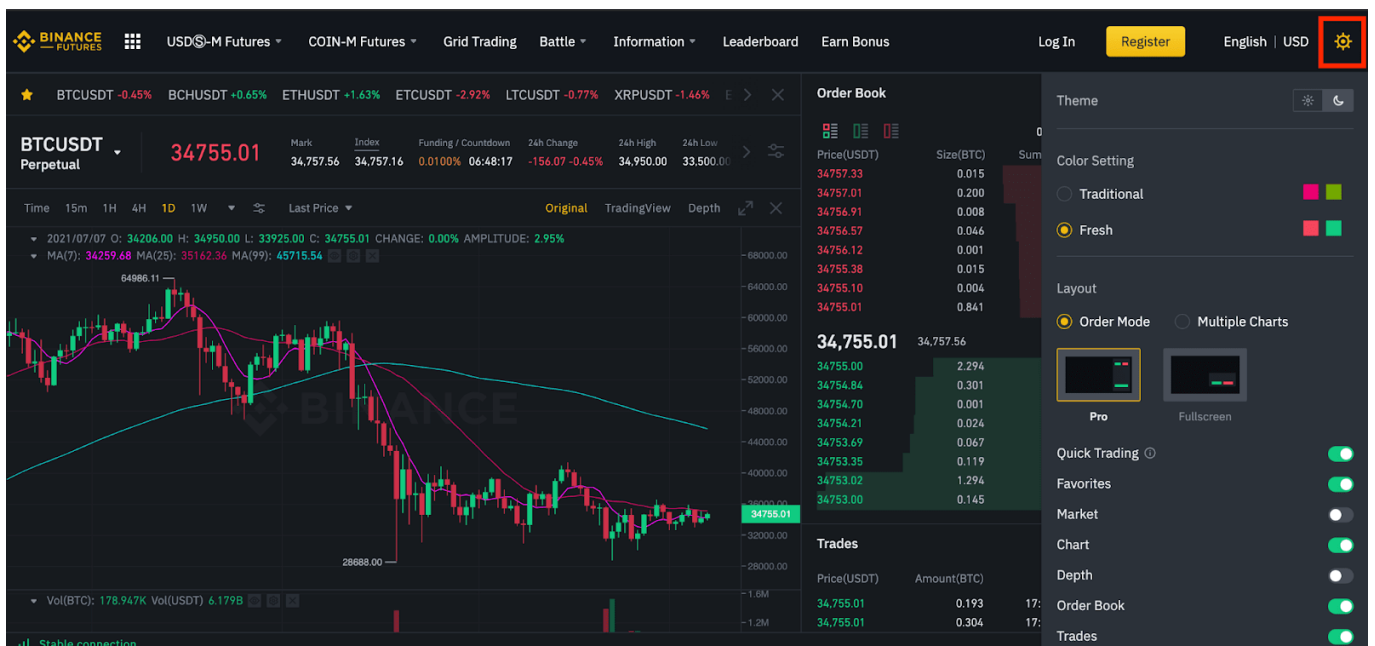 BINANCE FUTURES USDⓈ-M Futures COIN-M Futures Grid Trading Battle Information Leaderboard Earn Bonus Log In Register English | USD
BTCUSDT -0.45% BCHUSDT +0.65% ETHUSDT +1.63% ETCUSDT -2.92% LTCUSDT -0.77% XRPUSDT -1.46%
BTCUSDT
Perpetual
34755.01
Mark
34,757.56
Index
34,757.16
Funding / Countdown
0.0100% 06:48:17
24h Change
-156.07 -0.45%
24h High
34,950.00
24h Low
33,500.00
Time 15m 1H 4H 1D 1W Last Price Original TradingView Depth
2021/07/07 O: 34206.00 H: 34950.00 L: 33925.00 C: 34755.01 CHANGE: 0.00% AMPLITUDE: 2.95%
MA(7): 34259.68 MA(25): 35162.36 MA(99): 45715.54
64986.11
BINANCE
28688.00
68000.00
64000.00
60000.00
56000.00
52000.00
48000.00
44000.00
40000.00
36000.00
34755.01
32000.00
28000.00
Vol(BTC): 178.947K Vol(USDT) 6.179B
1.6M
1.2M
Stable connection
Order Book
0
Price(USDT) Size(BTC) Sum
34757.33 0.015
34757.01 0.200
34756.91 0.008
34756.57 0.046
34756.12 0.001
34755.38 0.015
34755.10 0.004
34755.01 0.841
34,755.01 34,757.56
34755.00 2.294
34754.84 0.301
34754.70 0.001
34754.21 0.024
34753.69 0.067
34753.35 0.119
34753.02 1.294
34753.00 0.145
Trades
Price(USDT) Amount(BTC)
34,755.01 0.193 17:
34,755.01 0.304 17:
Theme
Color Setting
Traditional
Fresh
Layout
Order Mode Multiple Charts
Pro Fullscreen
Quick Trading
Favorites
Market
Chart
Depth
Order Book
Trades